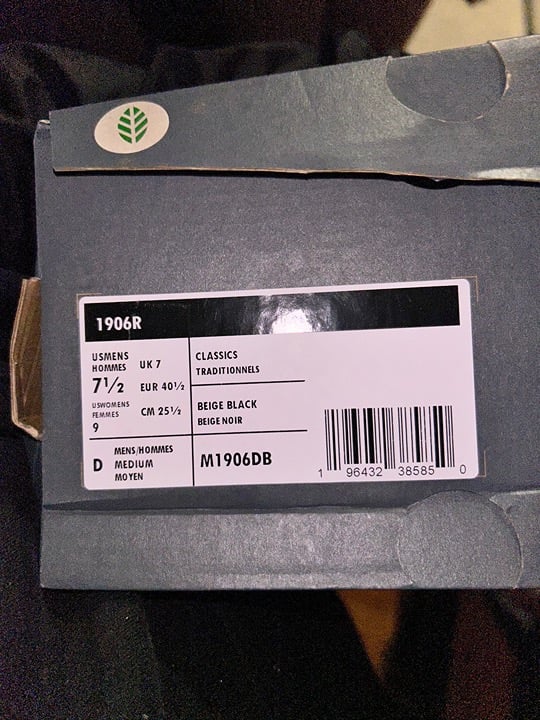 1906R
USMENS
HOMMES
7½
UK 7
EUR 40½
CM 25½
USWOMENS
FEMMES
9
CLASSICS
TRADITIONNELS
BEIGE BLACK
BEIGE NOIR
D
MENS/HOMMES
MEDIUM
MOYEN
M1906DB
1 96432 38585 0